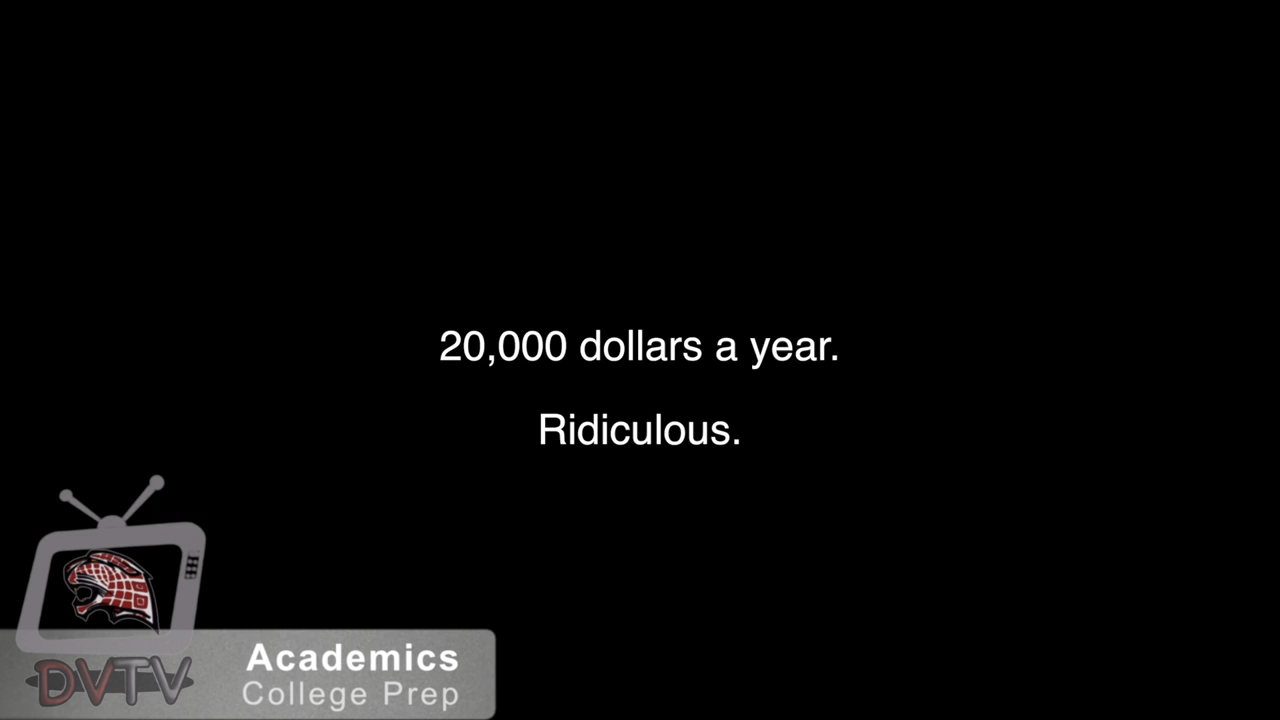 20,000 dollars a year.
Ridiculous.
Academics
College Prep
DVTV